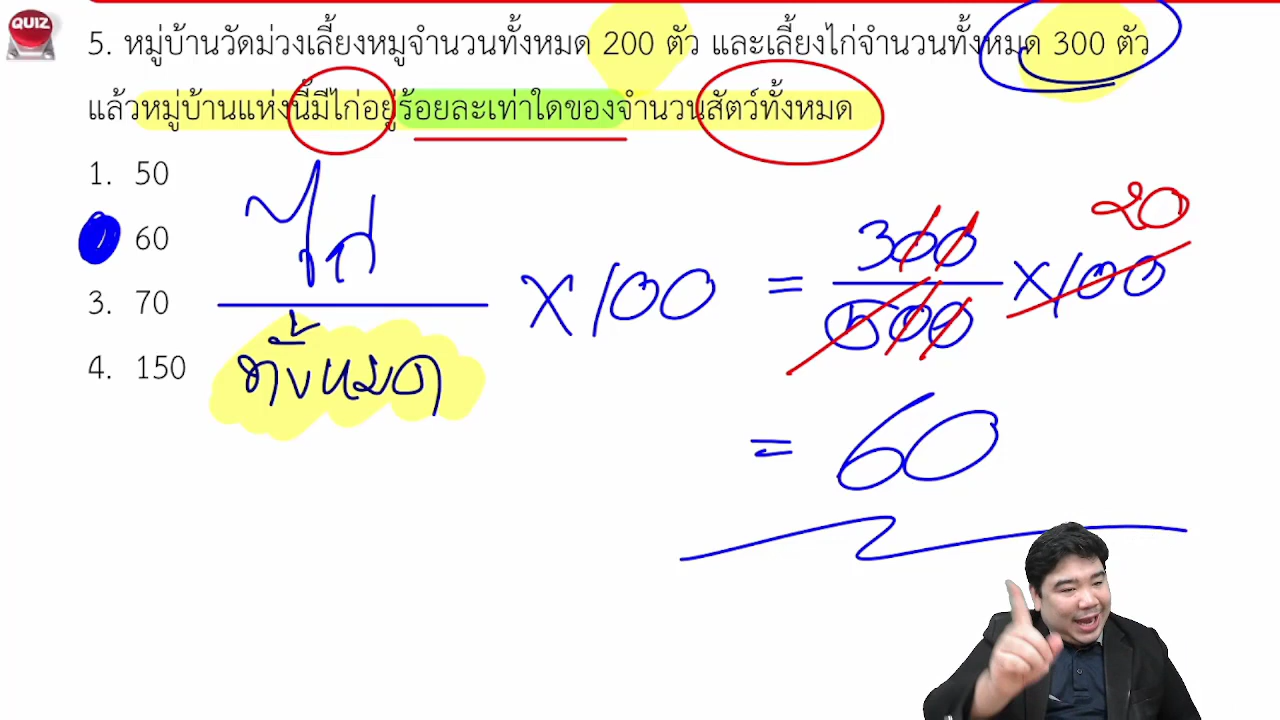 QUIZ
5. หมู่บ้านวัดม่วงเลี้ยงหมูจำนวนทั้งหมด 200 ตัว และเลี้ยงไก่จำนวนทั้งหมด 300 ตัว
แล้วหมู่บ้านแห่งนี้มีไก่อยู่ร้อยละเท่าใดของจำนวนสัตว์ทั้งหมด
1. 50
60
3. 70
4. 150
ไก่
ทั้งหมด
X 100 = 300
500
X 100
20
= 60